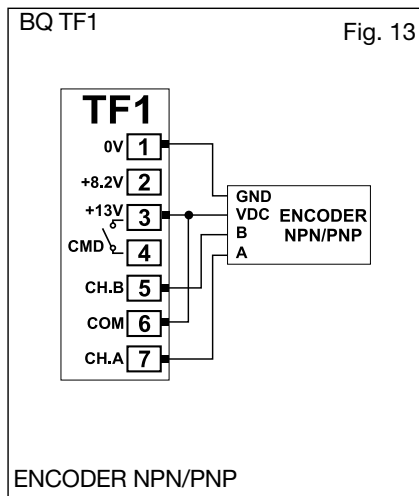 BQ TF1
Fig. 13
TF1
0V 1
+8.2V 2
+13V 3
CMD 4
CH.B 5
COM 6
CH.A 7
GND
VDC
B
A
ENCODER
NPN/PNP
ENCODER NPN/PNP